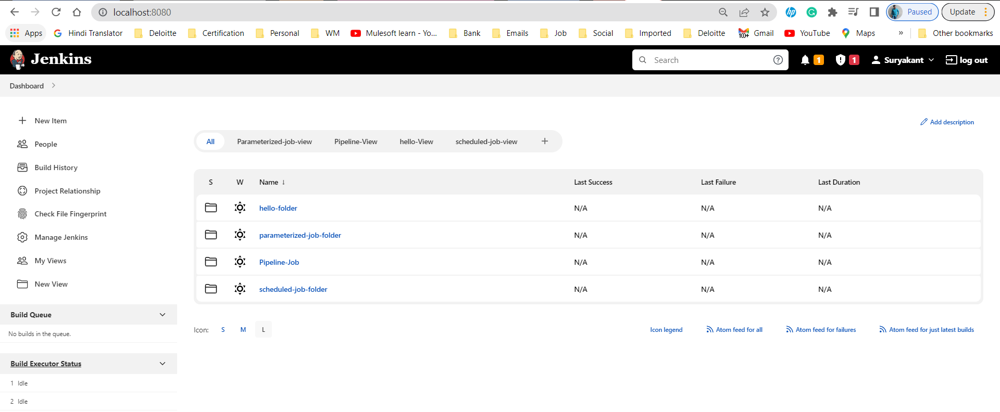 localhost:8080
Paused
Update
Apps
Hindi Translator
Deloitte
Certification
Personal
WM
Mulesoft learn - Yo...
Bank
Emails
Job
Social
Imported
Deloitte
100+
Gmail
YouTube
Maps
»
Other bookmarks
Jenkins
Search
1
1
Suryakant
log out
Dashboard
New Item
People
Build History
Project Relationship
Check File Fingerprint
Manage Jenkins
My Views
New View
Build Queue
No builds in the queue.
Build Executor Status
1 Idle
2 Idle
Add description
All Parameterized-job-view Pipeline-View hello-View scheduled-job-view +
S W Name ↓ Last Success Last Failure Last Duration
hello-folder N/A N/A N/A
parameterized-job-folder N/A N/A N/A
Pipeline-Job N/A N/A N/A
scheduled-job-folder N/A N/A N/A
Icon: S M L
Icon legend
Atom feed for all
Atom feed for failures
Atom feed for just latest builds